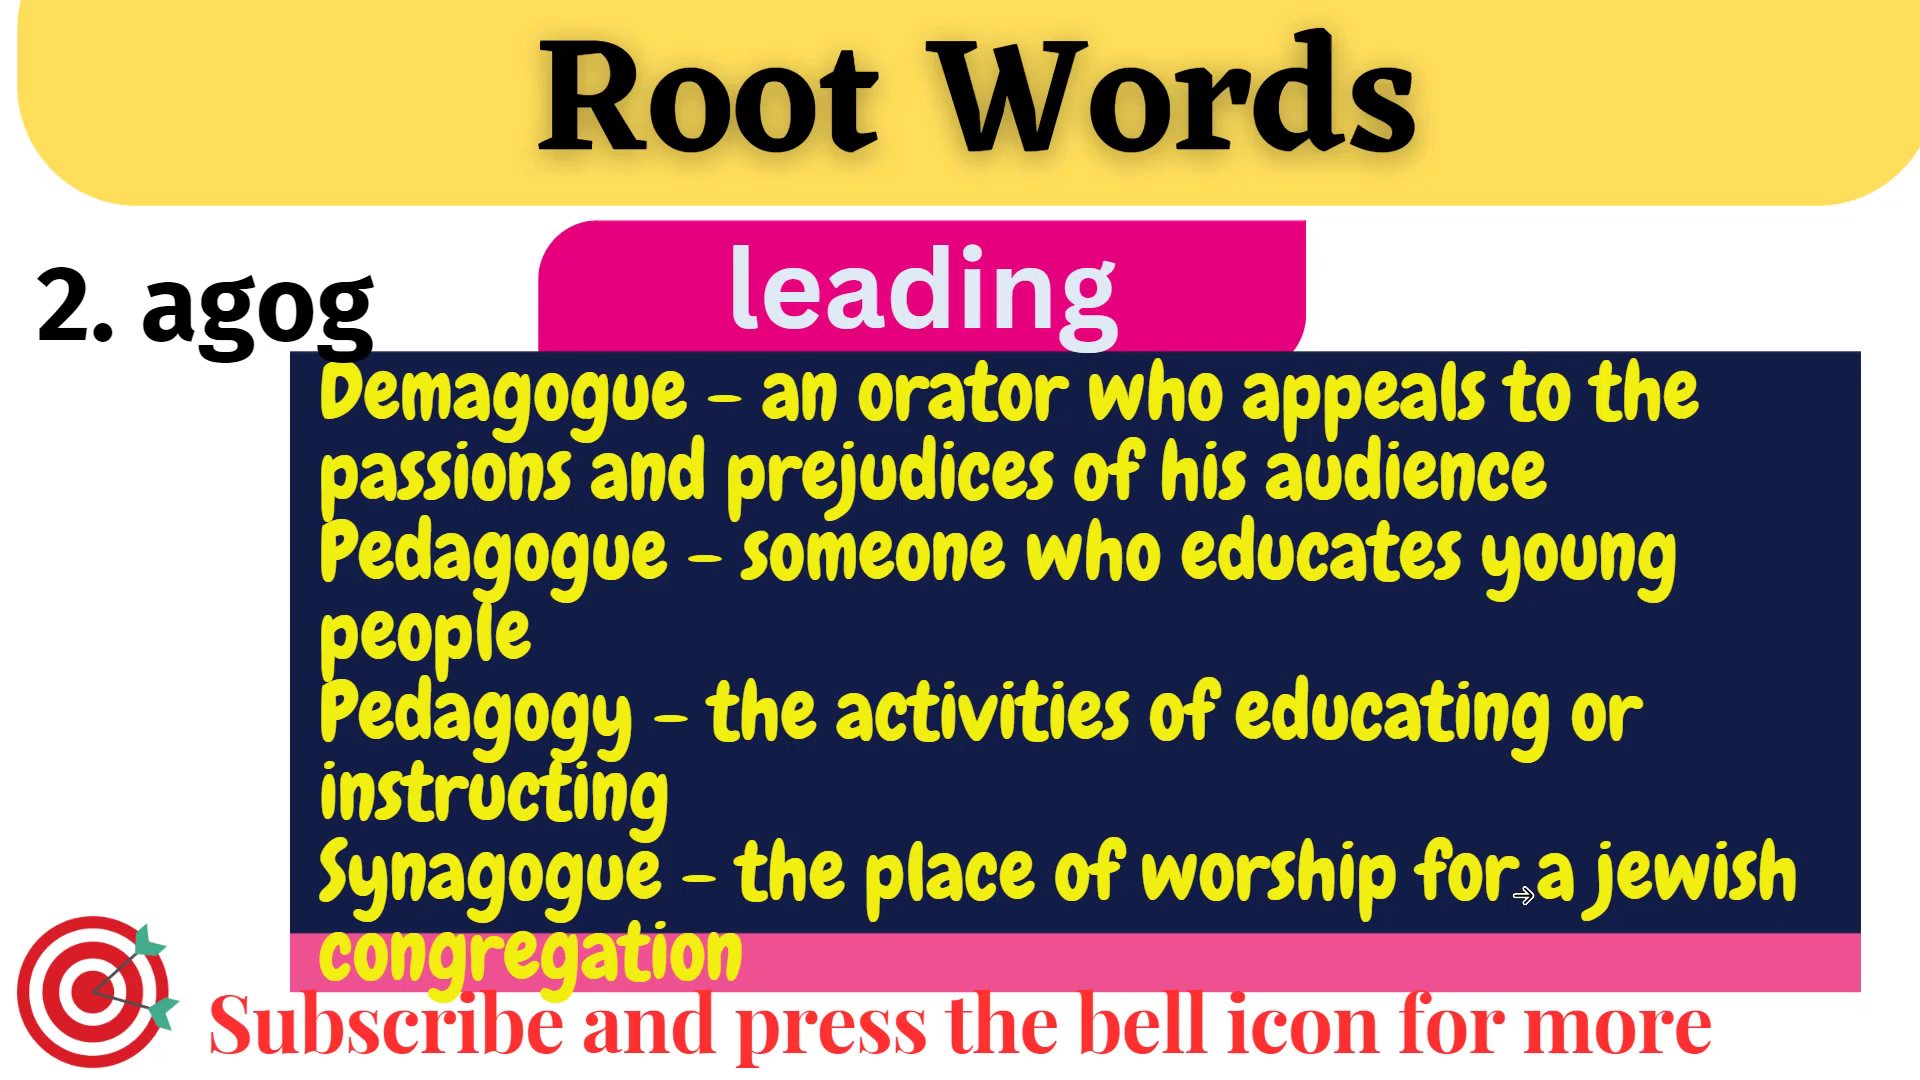 Root Words
leading
2. agog
Demagogue – an orator who appeals to the
passions and prejudices of his audience
Pedagogue – someone who educates young
people
Pedagogy – the activities of educating or
instructing
Synagogue – the place of worship for a jewish
congregation
Subscribe and press the bell icon for more